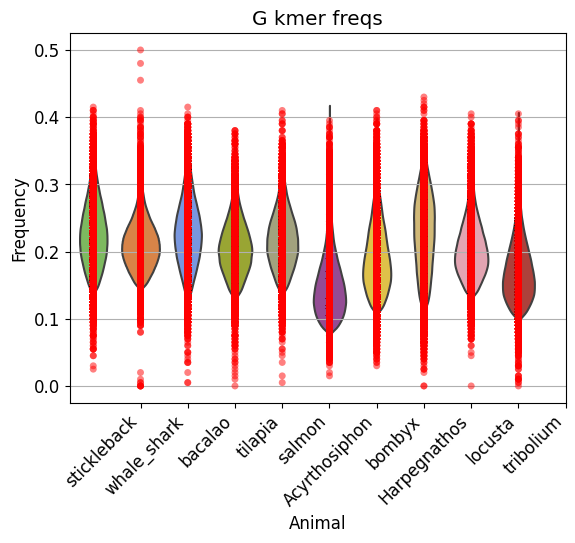 G kmer freqs
0.5
0.4
0.3
0.2
0.1
0.0
Frequency
stickleback
whale_shark
bacalao
tilapia
salmon
Acyrthosiphon
bombyx
Harpegnathos
locusta
tribolium
Animal